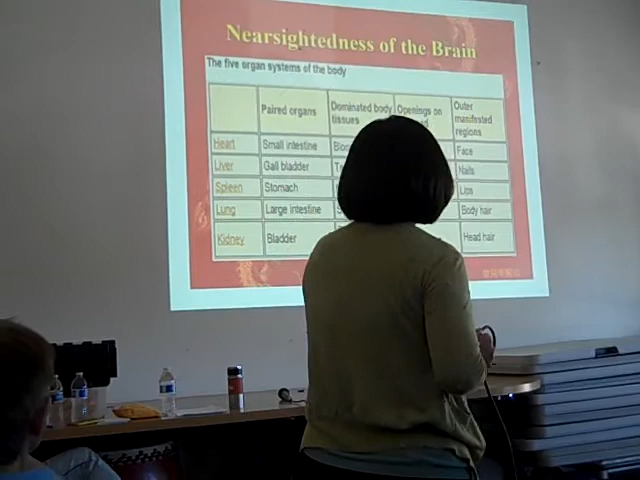 Nearsightedness of the Brain
The five organ systems of the body
Paired organs Dominated body tissues Openings on Outer manifested regions
Heart Small intestine Face
Liver Gall bladder Nails
Spleen Stomach Lips
Lung Large intestine Body hair
Kidney Bladder Head hair